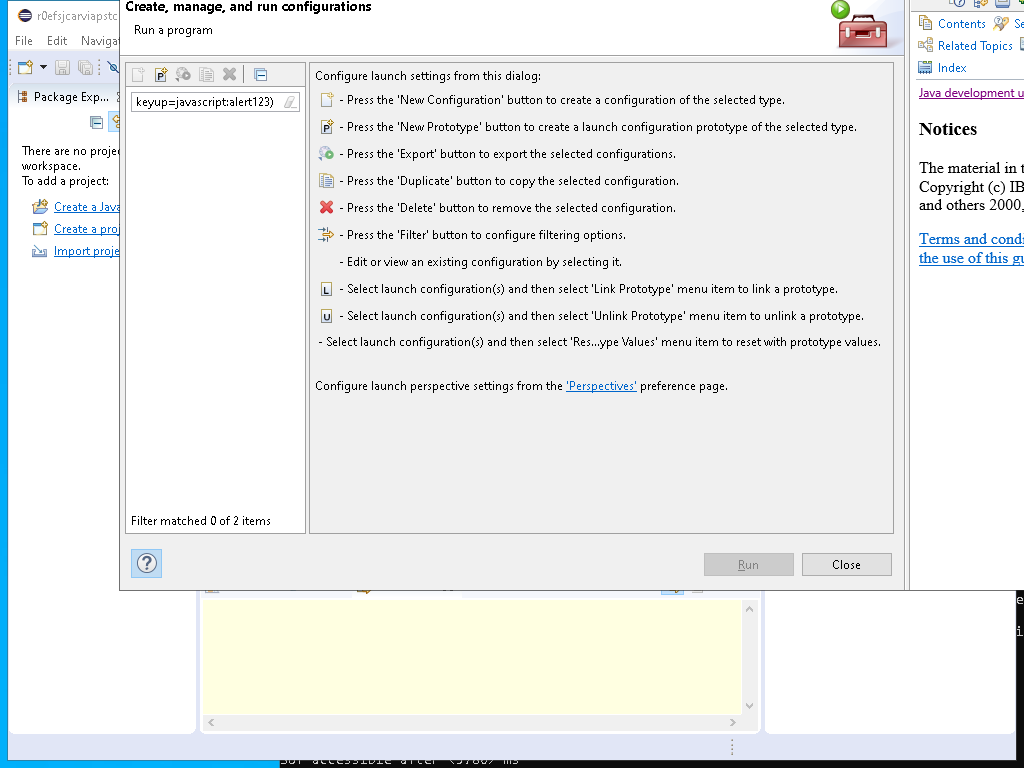 r0efsjcarviapstc
Create, manage, and run configurations
Run a program
File Edit Naviga
Package Exp...
There are no proje
workspace.
To add a project:
Create a Java
Create a proj
Import proje
keyup=javascript:alert123)
Filter matched 0 of 2 items
Configure launch settings from this dialog:
- Press the 'New Configuration' button to create a configuration of the selected type.
- Press the 'New Prototype' button to create a launch configuration prototype of the selected type.
- Press the 'Export' button to export the selected configurations.
- Press the 'Duplicate' button to copy the selected configuration.
- Press the 'Delete' button to remove the selected configuration.
- Press the 'Filter' button to configure filtering options.
- Edit or view an existing configuration by selecting it.
- Select launch configuration(s) and then select 'Link Prototype' menu item to link a prototype.
- Select launch configuration(s) and then select 'Unlink Prototype' menu item to unlink a prototype.
- Select launch configuration(s) and then select 'Res...ype Values' menu item to reset with prototype values.
Configure launch perspective settings from the 'Perspectives' preference page.
Run Close
Contents Se
Related Topics
Index
Java development u
Notices
The material in t
Copyright (c) IB
and others 2000,
Terms and condi
the use of this gu